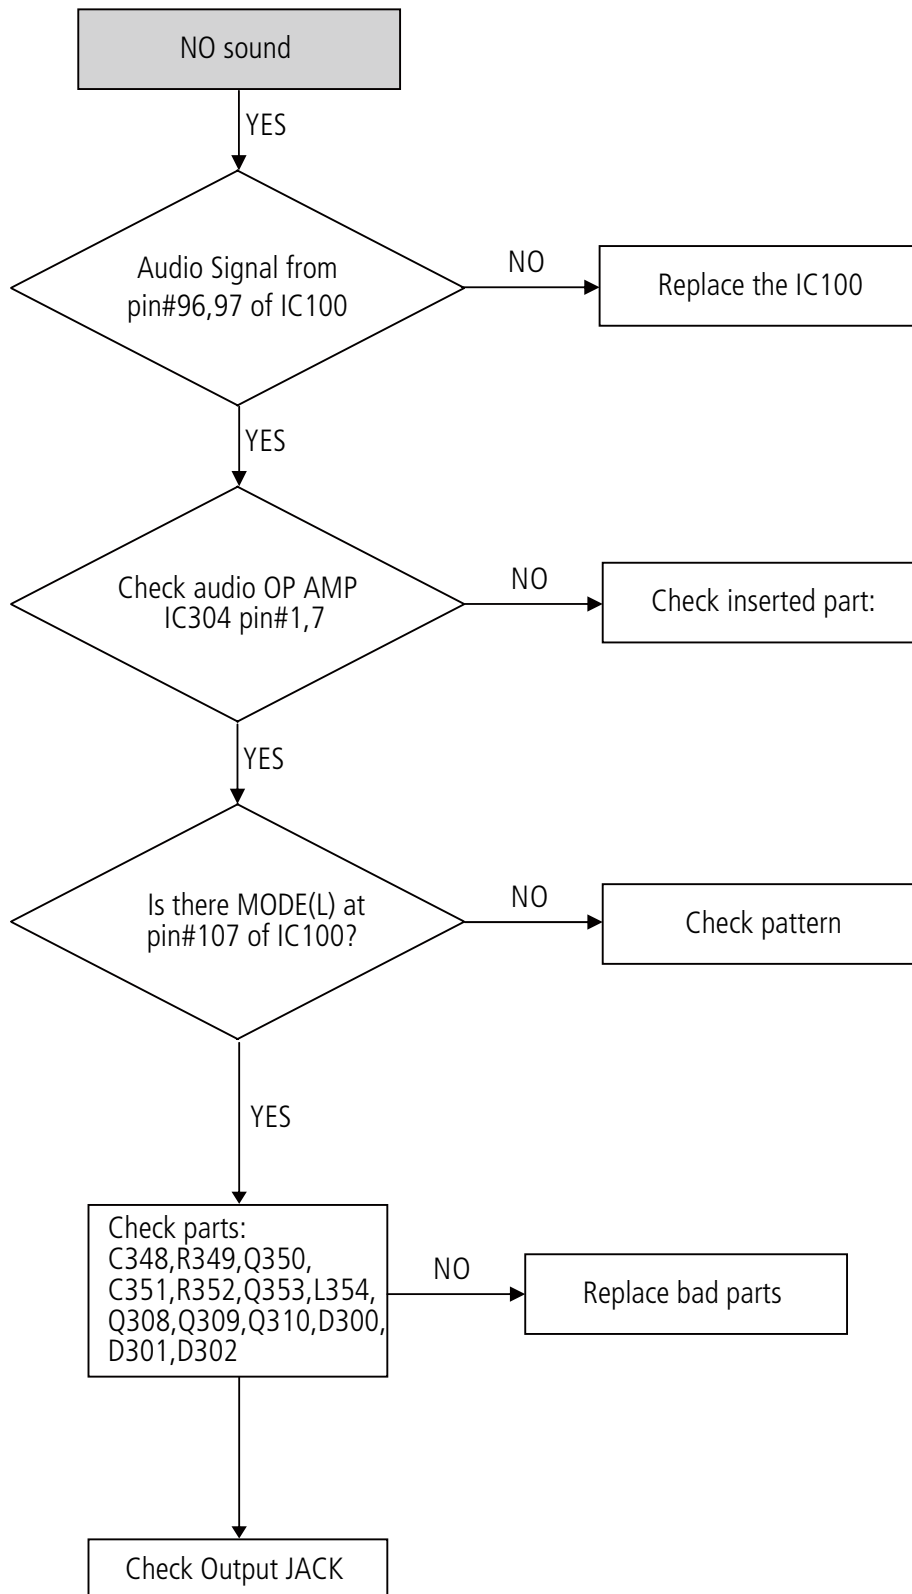 NO sound
YES
Audio Signal from
pin#96,97 of IC100
NO
Replace the IC100
YES
Check audio OP AMP
IC304 pin#1,7
NO
Check inserted part:
YES
Is there MODE(L) at
pin#107 of IC100?
NO
Check pattern
YES
Check parts:
C348,R349,Q350,
C351,R352,Q353,L354,
Q308,Q309,Q310,D300,
D301,D302
NO
Replace bad parts
Check Output JACK